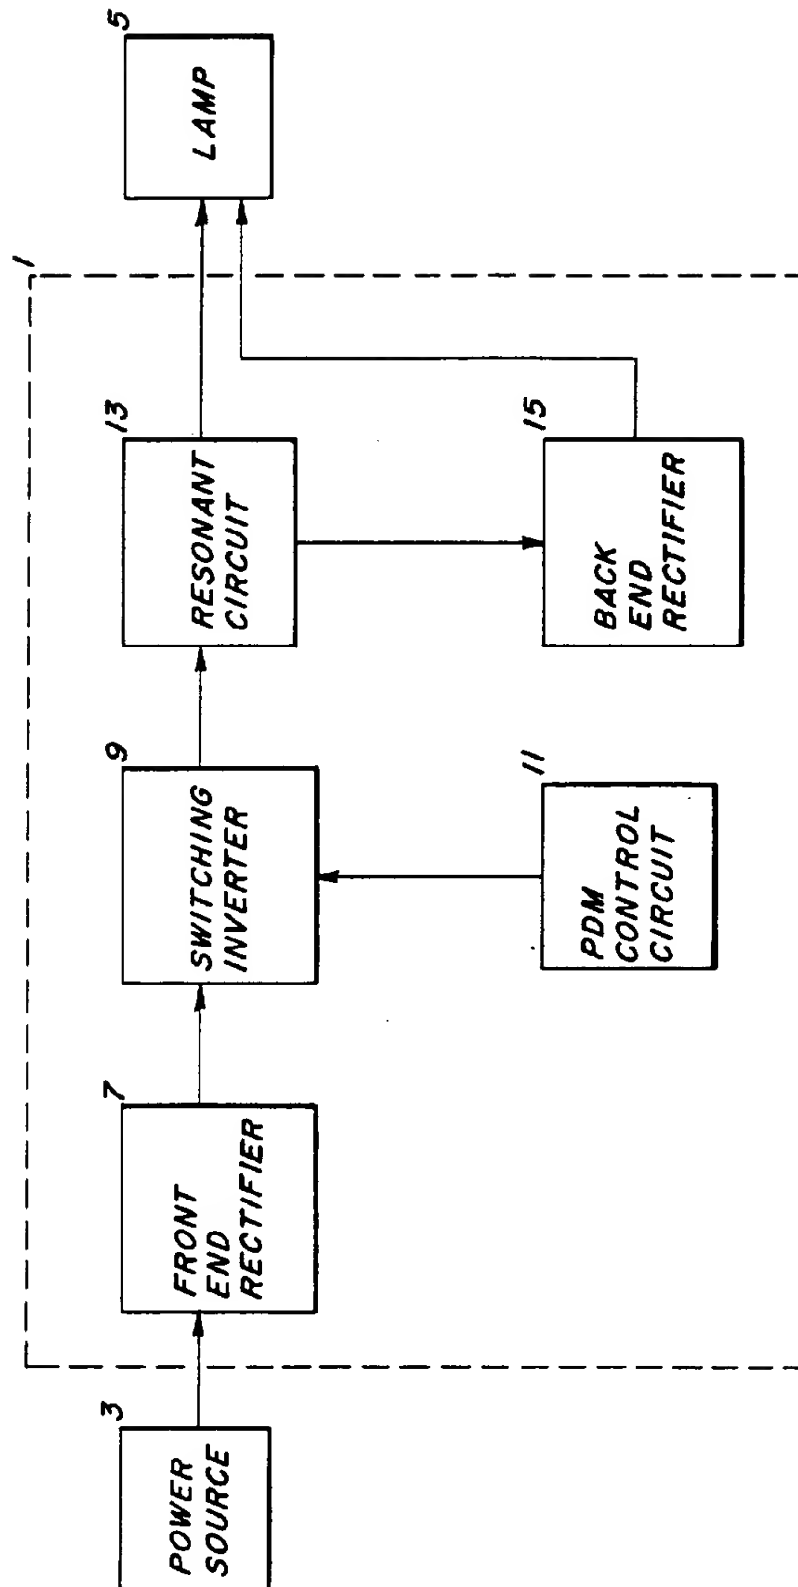 1
3
POWER
SOURCE
7
FRONT
END
RECTIFIER
9
SWITCHING
INVERTER
13
RESONANT
CIRCUIT
5
LAMP
11
PDM
CONTROL
CIRCUIT
15
BACK
END
RECTIFIER